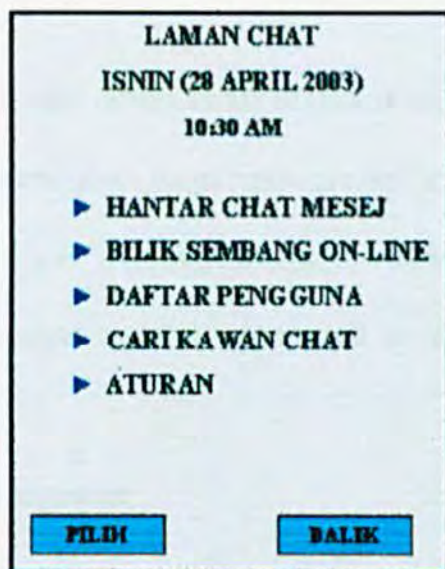 LAMAN CHAT
ISNIN (28 APRIL 2003)
10:30 AM
HANTAR CHAT MESEJ
BILIK SEMBANG ON-LINE
DAFTAR PENGGUNA
CARI KAWAN CHAT
ATURAN
PILIH BALIK